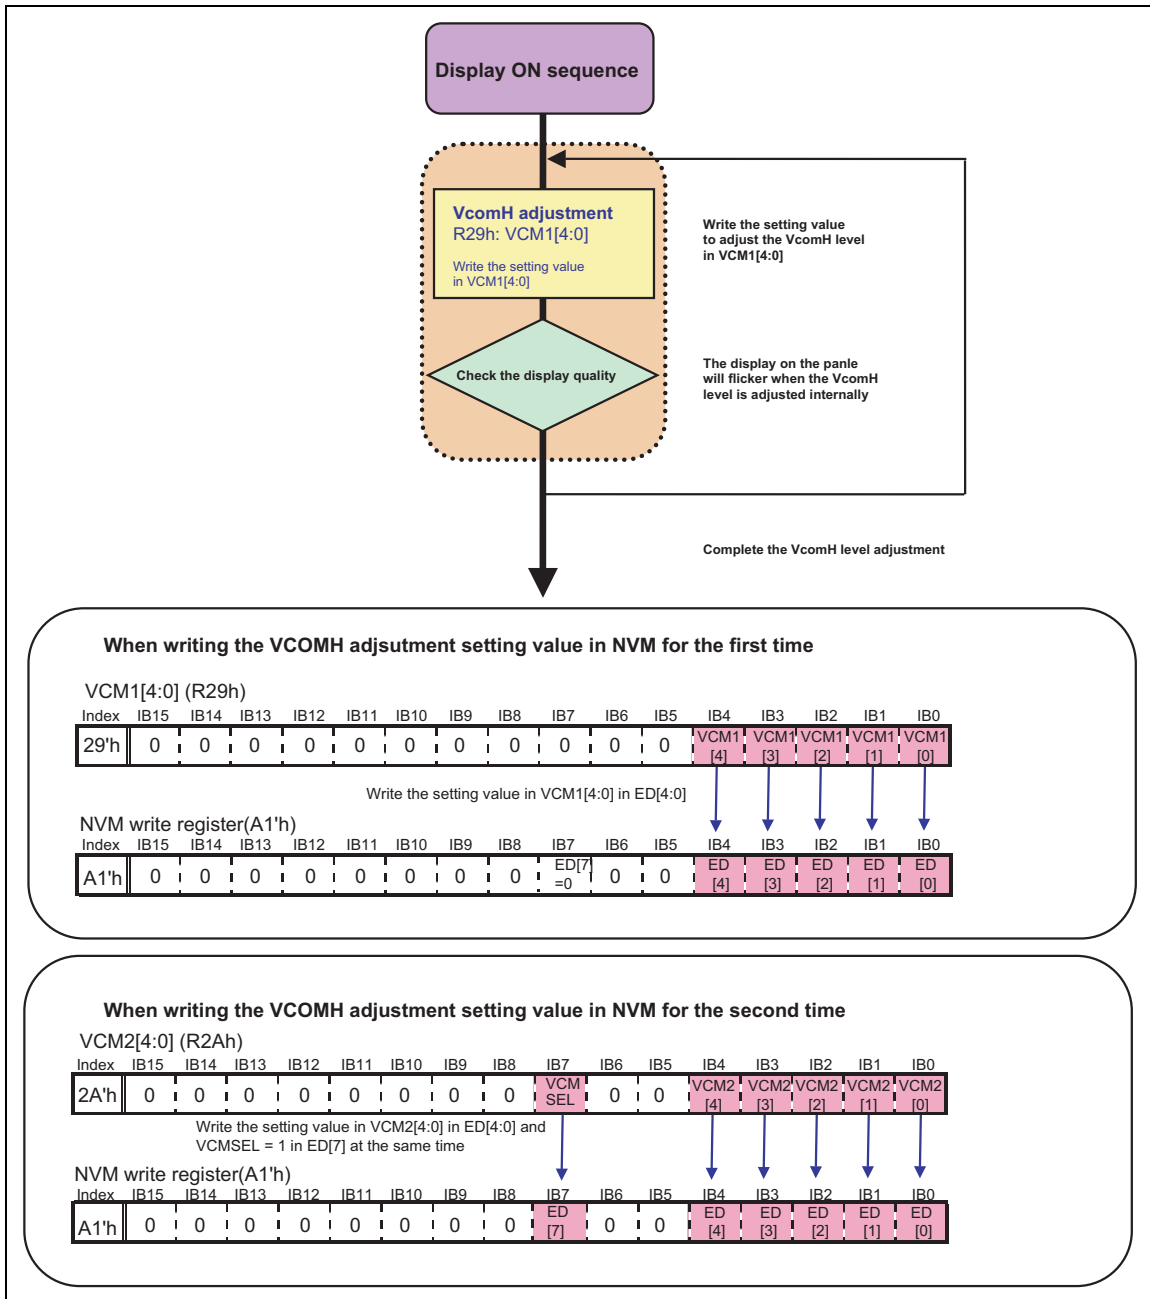 Display ON sequence
VcomH adjustment
R29h: VCM1[4:0]
Write the setting value
in VCM1[4:0]
Write the setting value
to adjust the VcomH level
in VCM1[4:0]
Check the display quality
The display on the panle
will flicker when the VcomH
level is adjusted internally
Complete the VcomH level adjustment
When writing the VCOMH adjsutment setting value in NVM for the first time
VCM1[4:0] (R29h)
Index IB15 IB14 IB13 IB12 IB11 IB10 IB9 IB8 IB7 IB6 IB5 IB4 IB3 IB2 IB1 IB0
29'h 0 0 0 0 0 0 0 0 0 0 0 VCM1 [4] VCM1 [3] VCM1 [2] VCM1 [1] VCM1 [0]
Write the setting value in VCM1[4:0] in ED[4:0]
NVM write register(A1'h)
Index IB15 IB14 IB13 IB12 IB11 IB10 IB9 IB8 IB7 IB6 IB5 IB4 IB3 IB2 IB1 IB0
A1'h 0 0 0 0 0 0 0 0 ED[7] =0 0 0 ED [4] ED [3] ED [2] ED [1] ED [0]
When writing the VCOMH adjustment setting value in NVM for the second time
VCM2[4:0] (R2Ah)
Index IB15 IB14 IB13 IB12 IB11 IB10 IB9 IB8 IB7 IB6 IB5 IB4 IB3 IB2 IB1 IB0
2A'h 0 0 0 0 0 0 0 0 VCM SEL 0 0 VCM2 [4] VCM2 [3] VCM2 [2] VCM2 [1] VCM2 [0]
Write the setting value in VCM2[4:0] in ED[4:0] and
VCMSEL = 1 in ED[7] at the same time
NVM write register(A1'h)
Index IB15 IB14 IB13 IB12 IB11 IB10 IB9 IB8 IB7 IB6 IB5 IB4 IB3 IB2 IB1 IB0
A1'h 0 0 0 0 0 0 0 0 ED [7] 0 0 ED [4] ED [3] ED [2] ED [1] ED [0]